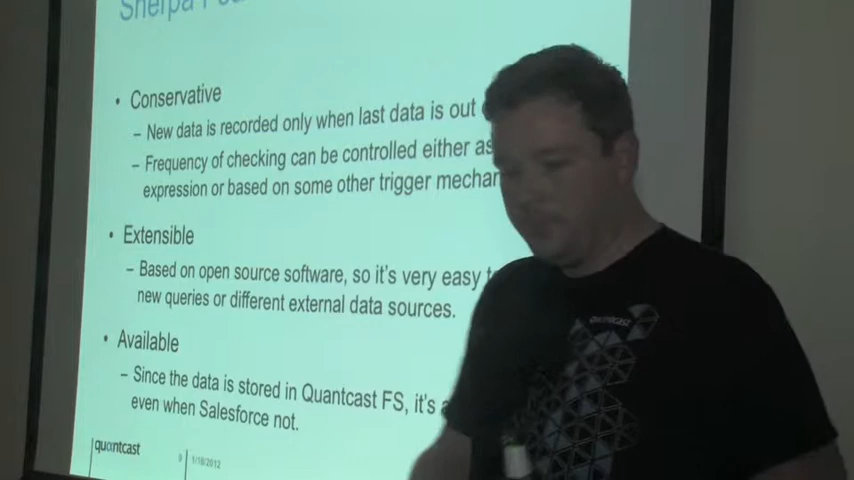 Sherpa
• Conservative
– New data is recorded only when last data is out
– Frequency of checking can be controlled either as
expression or based on some other trigger mechan
• Extensible
– Based on open source software, so it's very easy t
new queries or different external data sources.
• Available
– Since the data is stored in Quantcast FS, it's a
even when Salesforce not.
quantcast
9
1/18/2012
QUANTCAST